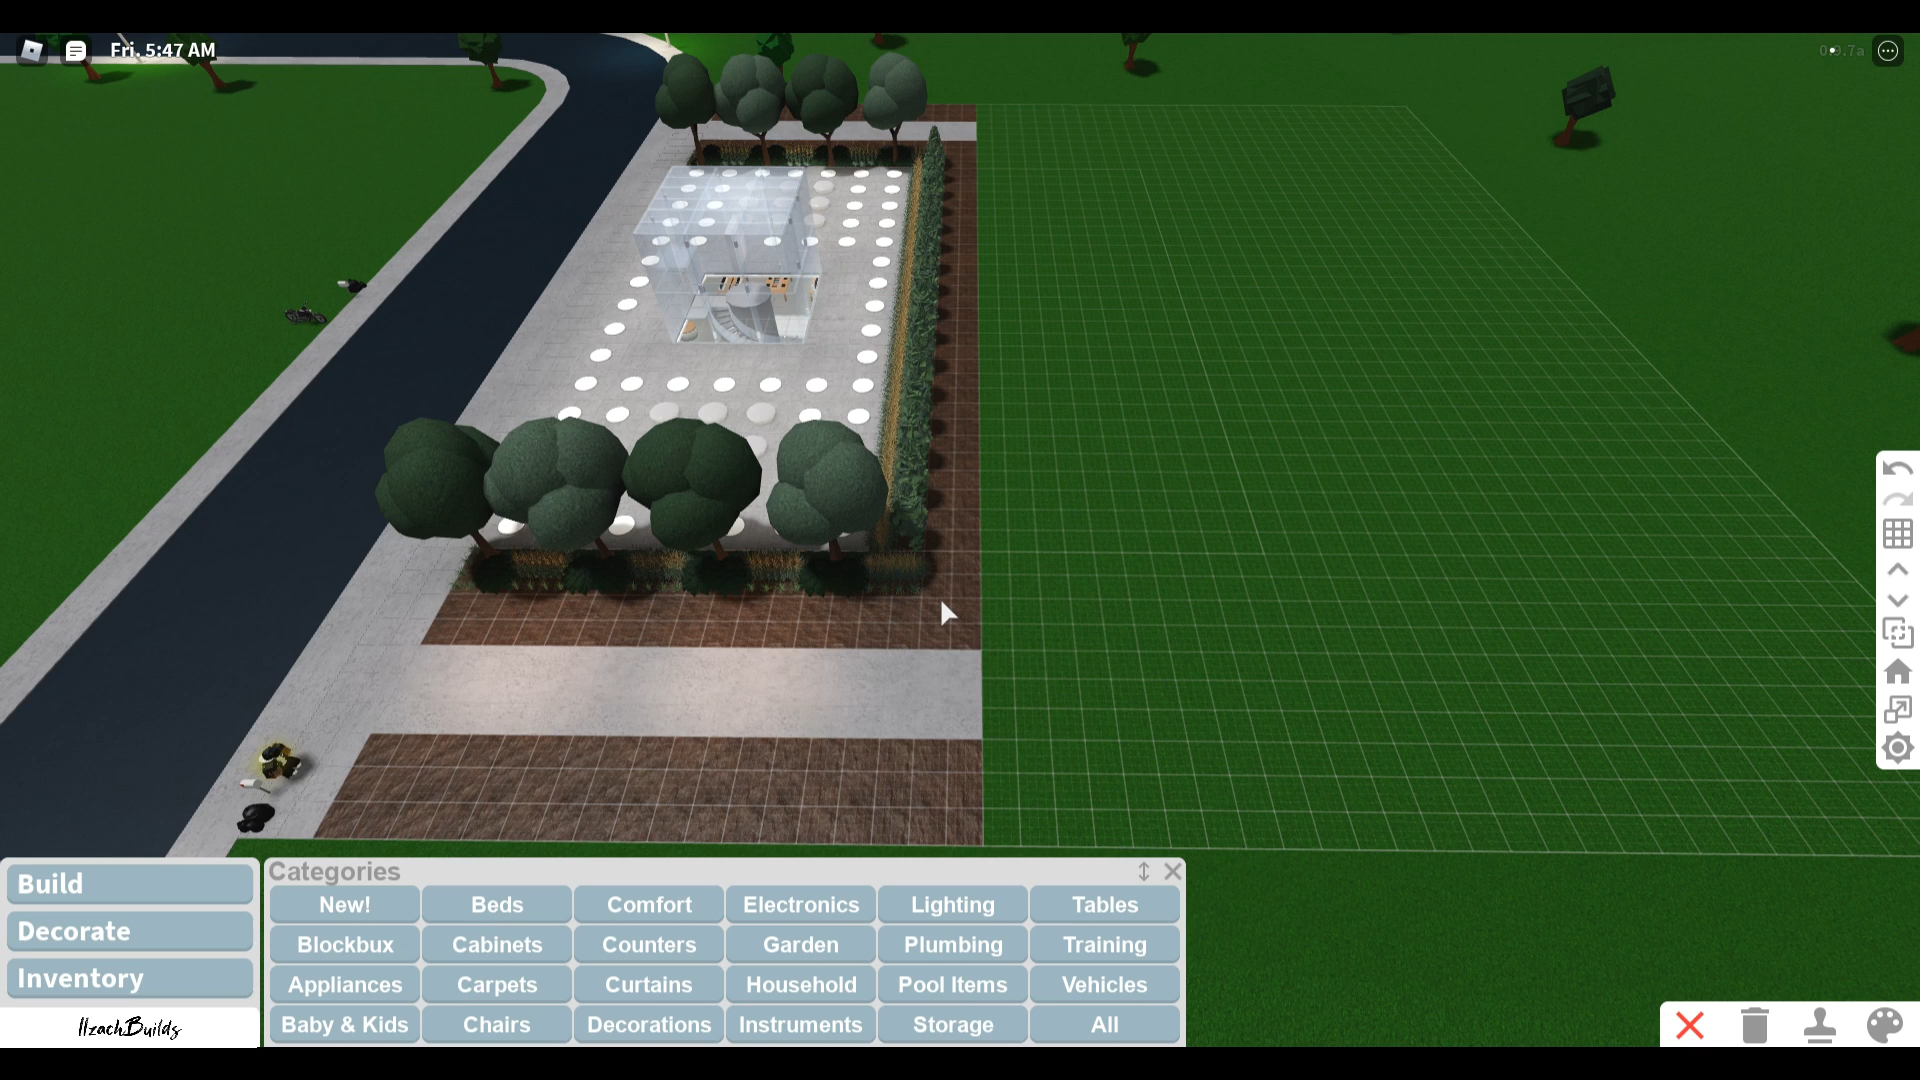 Fri. 5:47 AM
Build
Decorate
Inventory
IIzachBuilds
Categories
New! Beds Comfort Electronics Lighting Tables
Blockbux Cabinets Counters Garden Plumbing Training
Appliances Carpets Curtains Household Pool Items Vehicles
Baby & Kids Chairs Decorations Instruments Storage All